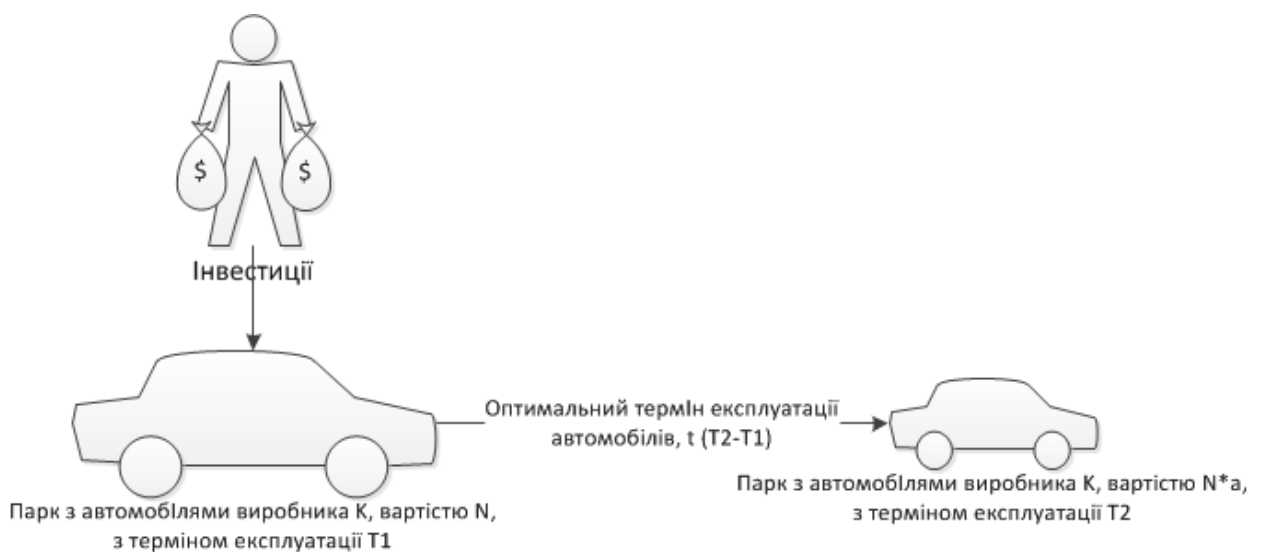 $ $
Інвестиції
Оптимальний термін експлуатації
автомобілів, t (T2-T1)
Парк з автомобілями виробника K, вартістю N,
з терміном експлуатації T1
Парк з автомобілями виробника K, вартістю N*a,
з терміном експлуатації T2